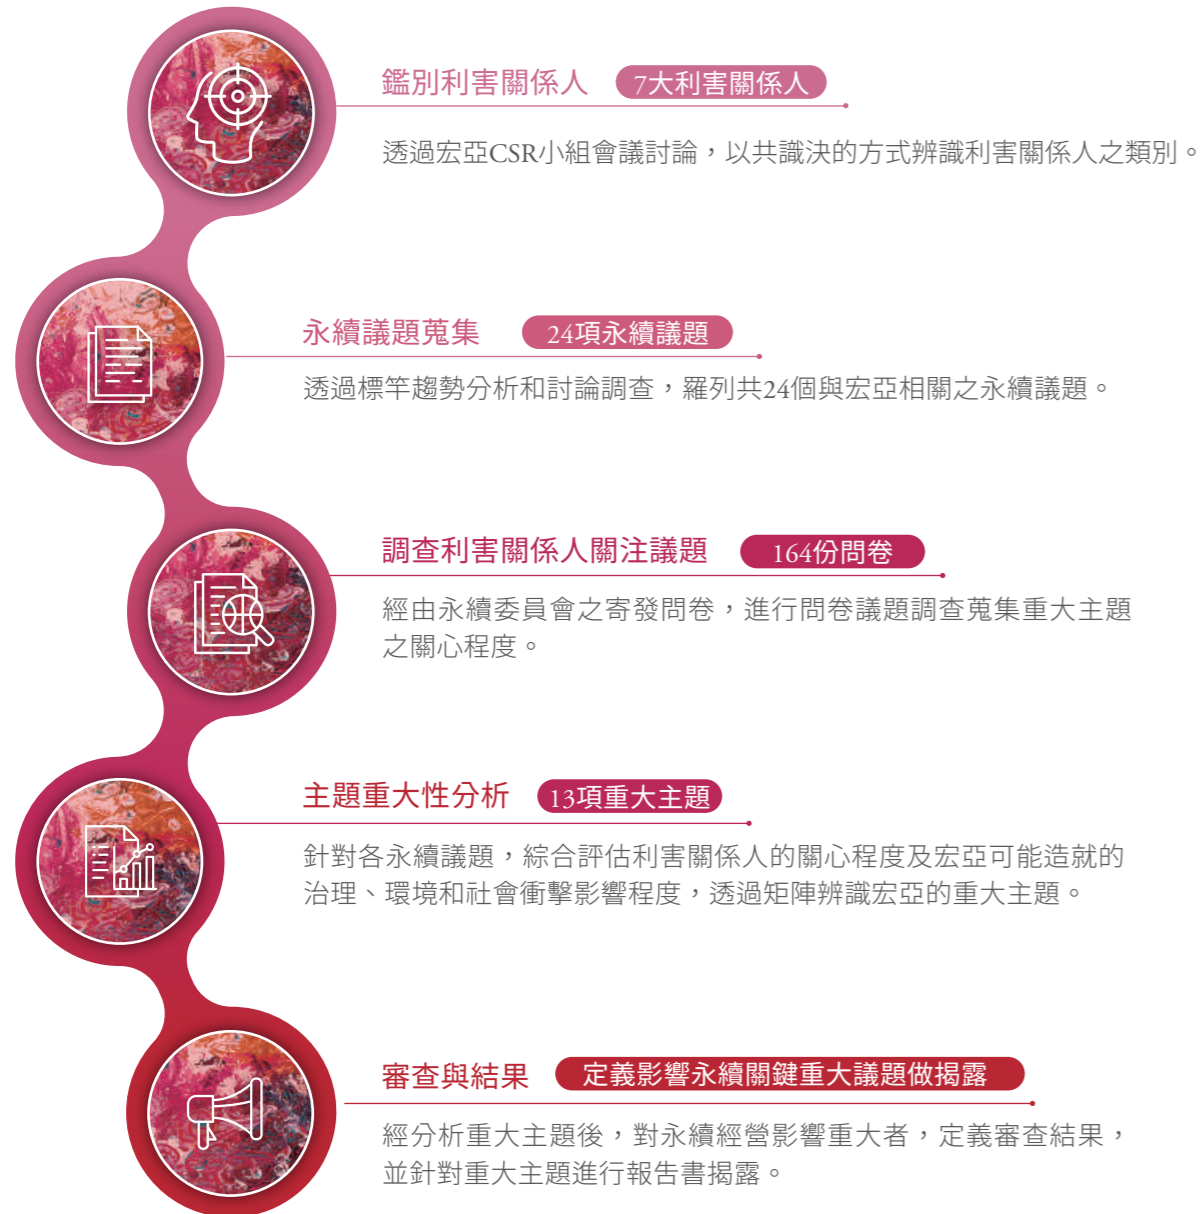 鑑別利害關係人 7大利害關係人
透過宏亞CSR小組會議討論，以共識決的方式辨識利害關係人之類別。
永續議題蒐集 24項永續議題
透過標竿趨勢分析和討論調查，羅列共24個與宏亞相關之永續議題。
調查利害關係人關注議題 164份問卷
經由永續委員會之寄發問卷，進行問卷議題調查蒐集重大主題
之關心程度。
主題重大性分析 13項重大主題
針對各永續議題，綜合評估利害關係人的關心程度及宏亞可能造就的
治理、環境和社會衝擊影響程度，透過矩陣辨識宏亞的重大主題。
審查與結果 定義影響永續關鍵重大議題做揭露
經分析重大主題後，對永續經營影響重大者，定義審查結果，
並針對重大主題進行報告書揭露。